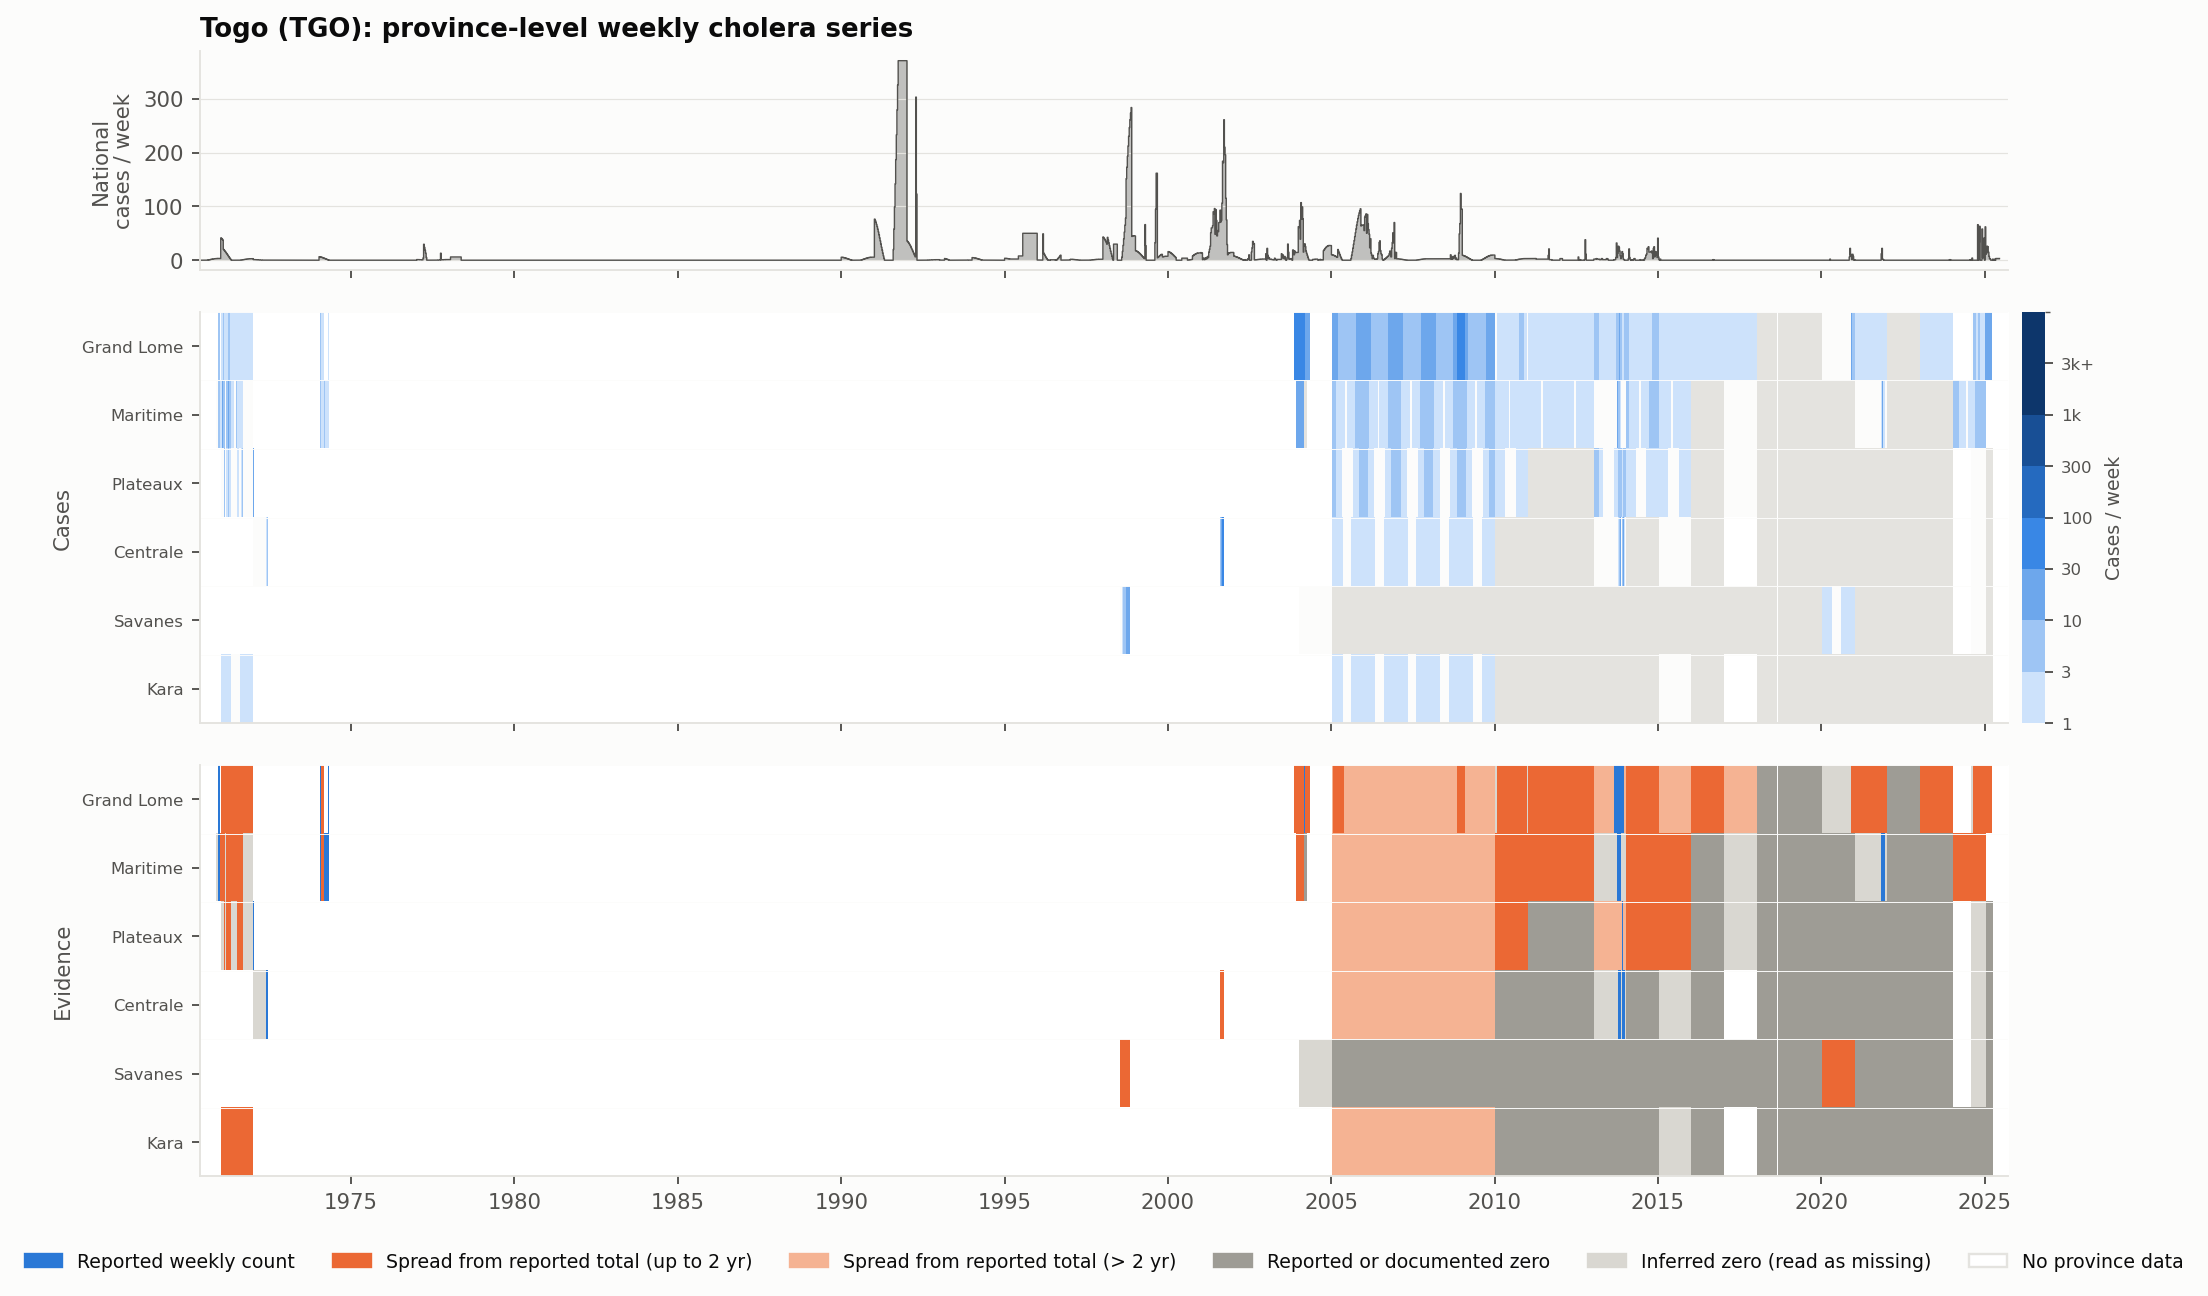 Togo (TGO): province-level weekly cholera series
National
cases / week
300
200
100
0
Cases
Grand Lome
Maritime
Plateaux
Centrale
Savanes
Kara
3k+
1k
300
100
30
10
3
1
Cases / week
Evidence
Grand Lome
Maritime
Plateaux
Centrale
Savanes
Kara
1975 1980 1985 1990 1995 2000 2005 2010 2015 2020 2025
Reported weekly count Spread from reported total (up to 2 yr) Spread from reported total (> 2 yr) Reported or documented zero Inferred zero (read as missing) No province data